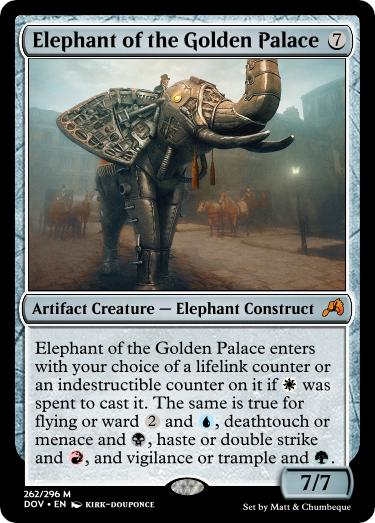 Elephant of the Golden Palace 7
Artifact Creature — Elephant Construct
Elephant of the Golden Palace enters
with your choice of a lifelink counter or
an indestructible counter on it if was
spent to cast it. The same is true for
flying or ward 2 and , deathtouch or
menace and , haste or double strike
and , and vigilance or trample and .
7/7
262/296 M
DOV • EN KIRK-DOUPONCE
Set by Matt & Chumbeque